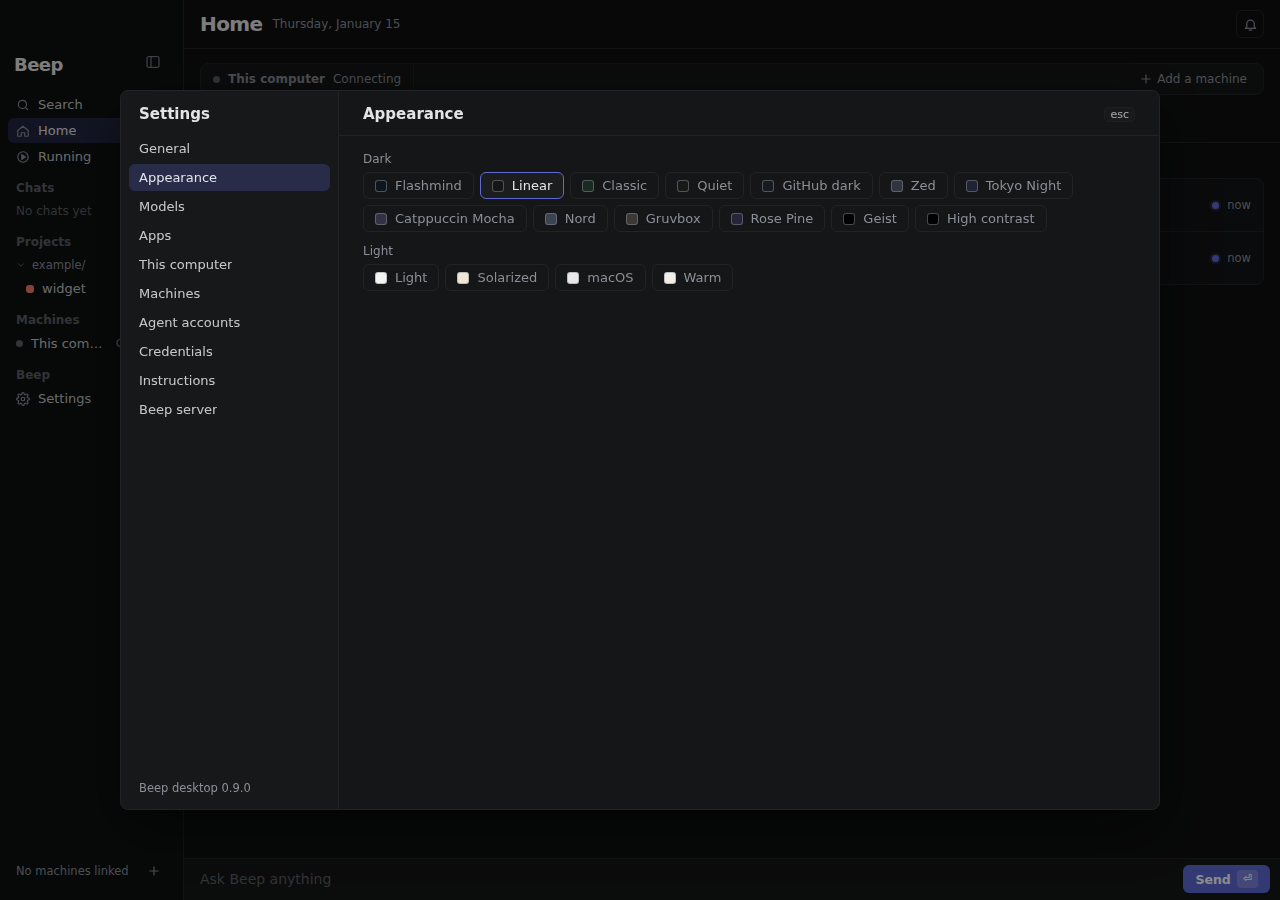 Home Thursday, January 15
Beep
This computer Connecting
Add a machine
Search
Home
Running
Chats
No chats yet
Projects
example/
widget
Machines
This com...
Beep
Settings
No machines linked
Settings
General
Appearance
Models
Apps
This computer
Machines
Agent accounts
Credentials
Instructions
Beep server
Beep desktop 0.9.0
Appearance
esc
Dark
Flashmind Linear Classic Quiet GitHub dark Zed Tokyo Night
Catppuccin Mocha Nord Gruvbox Rose Pine Geist High contrast
Light
Light Solarized macOS Warm
now
now
Ask Beep anything
Send ⏎